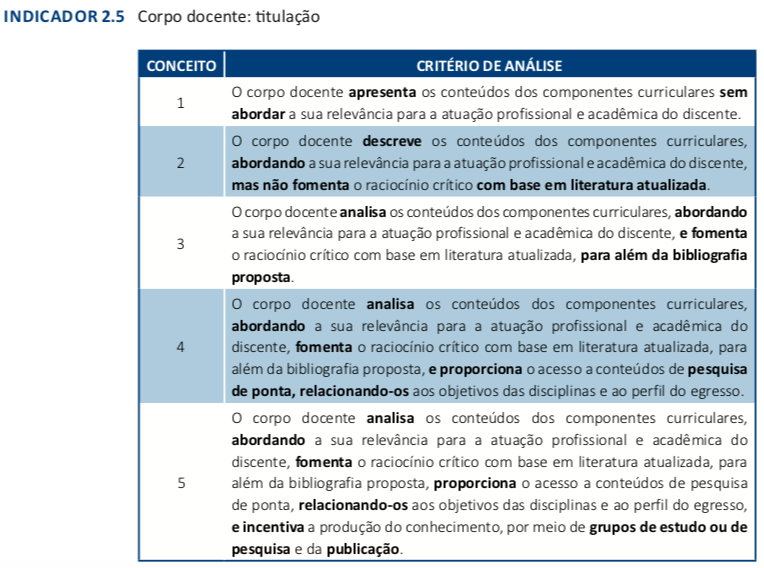 INDICADOR 2.5 Corpo docente: titulação
CONCEITO CRITÉRIO DE ANÁLISE
1
O corpo docente apresenta os conteúdos dos componentes curriculares sem
abordar a sua relevância para a atuação profissional e acadêmica do discente.
2
O corpo docente descreve os conteúdos dos componentes curriculares,
abordando a sua relevância para a atuação profissional e acadêmica do discente,
mas não fomenta o raciocínio crítico com base em literatura atualizada.
3
O corpo docente analisa os conteúdos dos componentes curriculares, abordando
a sua relevância para a atuação profissional e acadêmica do discente, e fomenta
o raciocínio crítico com base em literatura atualizada, para além da bibliografia
proposta.
4
O corpo docente analisa os conteúdos dos componentes curriculares,
abordando a sua relevância para a atuação profissional e acadêmica do
discente, fomenta o raciocínio crítico com base em literatura atualizada, para
além da bibliografia proposta, e proporciona o acesso a conteúdos de pesquisa
de ponta, relacionando-os aos objetivos das disciplinas e ao perfil do egresso.
5
O corpo docente analisa os conteúdos dos componentes curriculares,
abordando a sua relevância para a atuação profissional e acadêmica do
discente, fomenta o raciocínio crítico com base em literatura atualizada, para
além da bibliografia proposta, proporciona o acesso a conteúdos de pesquisa
de ponta, relacionando-os aos objetivos das disciplinas e ao perfil do egresso,
e incentiva a produção do conhecimento, por meio de grupos de estudo ou de
pesquisa e da publicação.